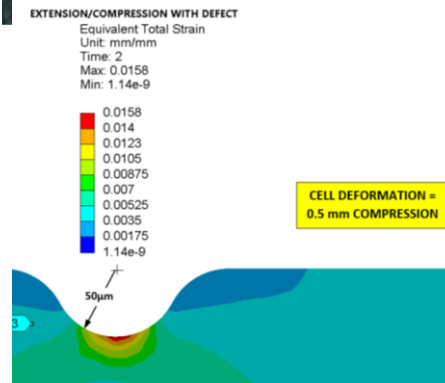 EXTENSION/COMPRESSION WITH DEFECT
Equivalent Total Strain
Unit: mm/mm
Time: 2
Max: 0.0158
Min: 1.14e-9
0.0158
0.014
0.0123
0.0105
0.00875
0.007
0.00525
0.0035
0.00175
1.14e-9
CELL DEFORMATION =
0.5 mm COMPRESSION
50µm
3